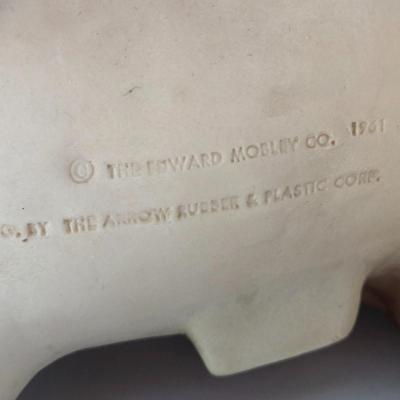 © THE EDWARD MOBLEY CO. 1961
G. BY THE ARROW RUBBER & PLASTIC CORP.